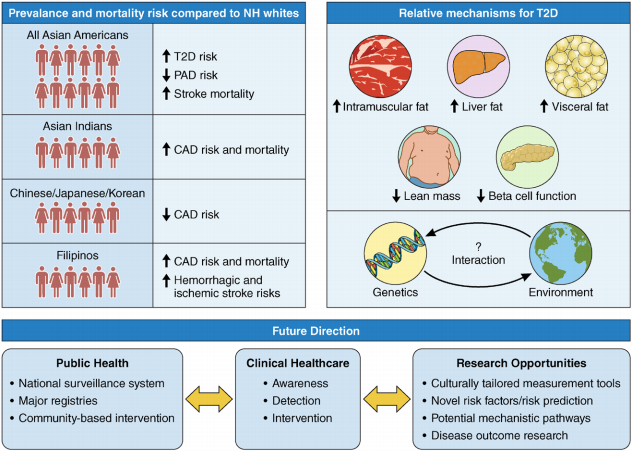 Prevalance and mortality risk compared to NH whites
All Asian Americans
↑ T2D risk
↓ PAD risk
↑ Stroke mortality
Asian Indians
↑ CAD risk and mortality
Chinese/Japanese/Korean
↓ CAD risk
Filipinos
↑ CAD risk and mortality
↑ Hemorrhagic and
ischemic stroke risks
Relative mechanisms for T2D
↑ Intramuscular fat
↑ Liver fat
↑ Visceral fat
↓ Lean mass
↓ Beta cell function
?
Interaction
Genetics
Environment
Future Direction
Public Health
• National surveillance system
• Major registries
• Community-based intervention
Clinical Healthcare
• Awareness
• Detection
• Intervention
Research Opportunities
• Culturally tailored measurement tools
• Novel risk factors/risk prediction
• Potential mechanistic pathways
• Disease outcome research